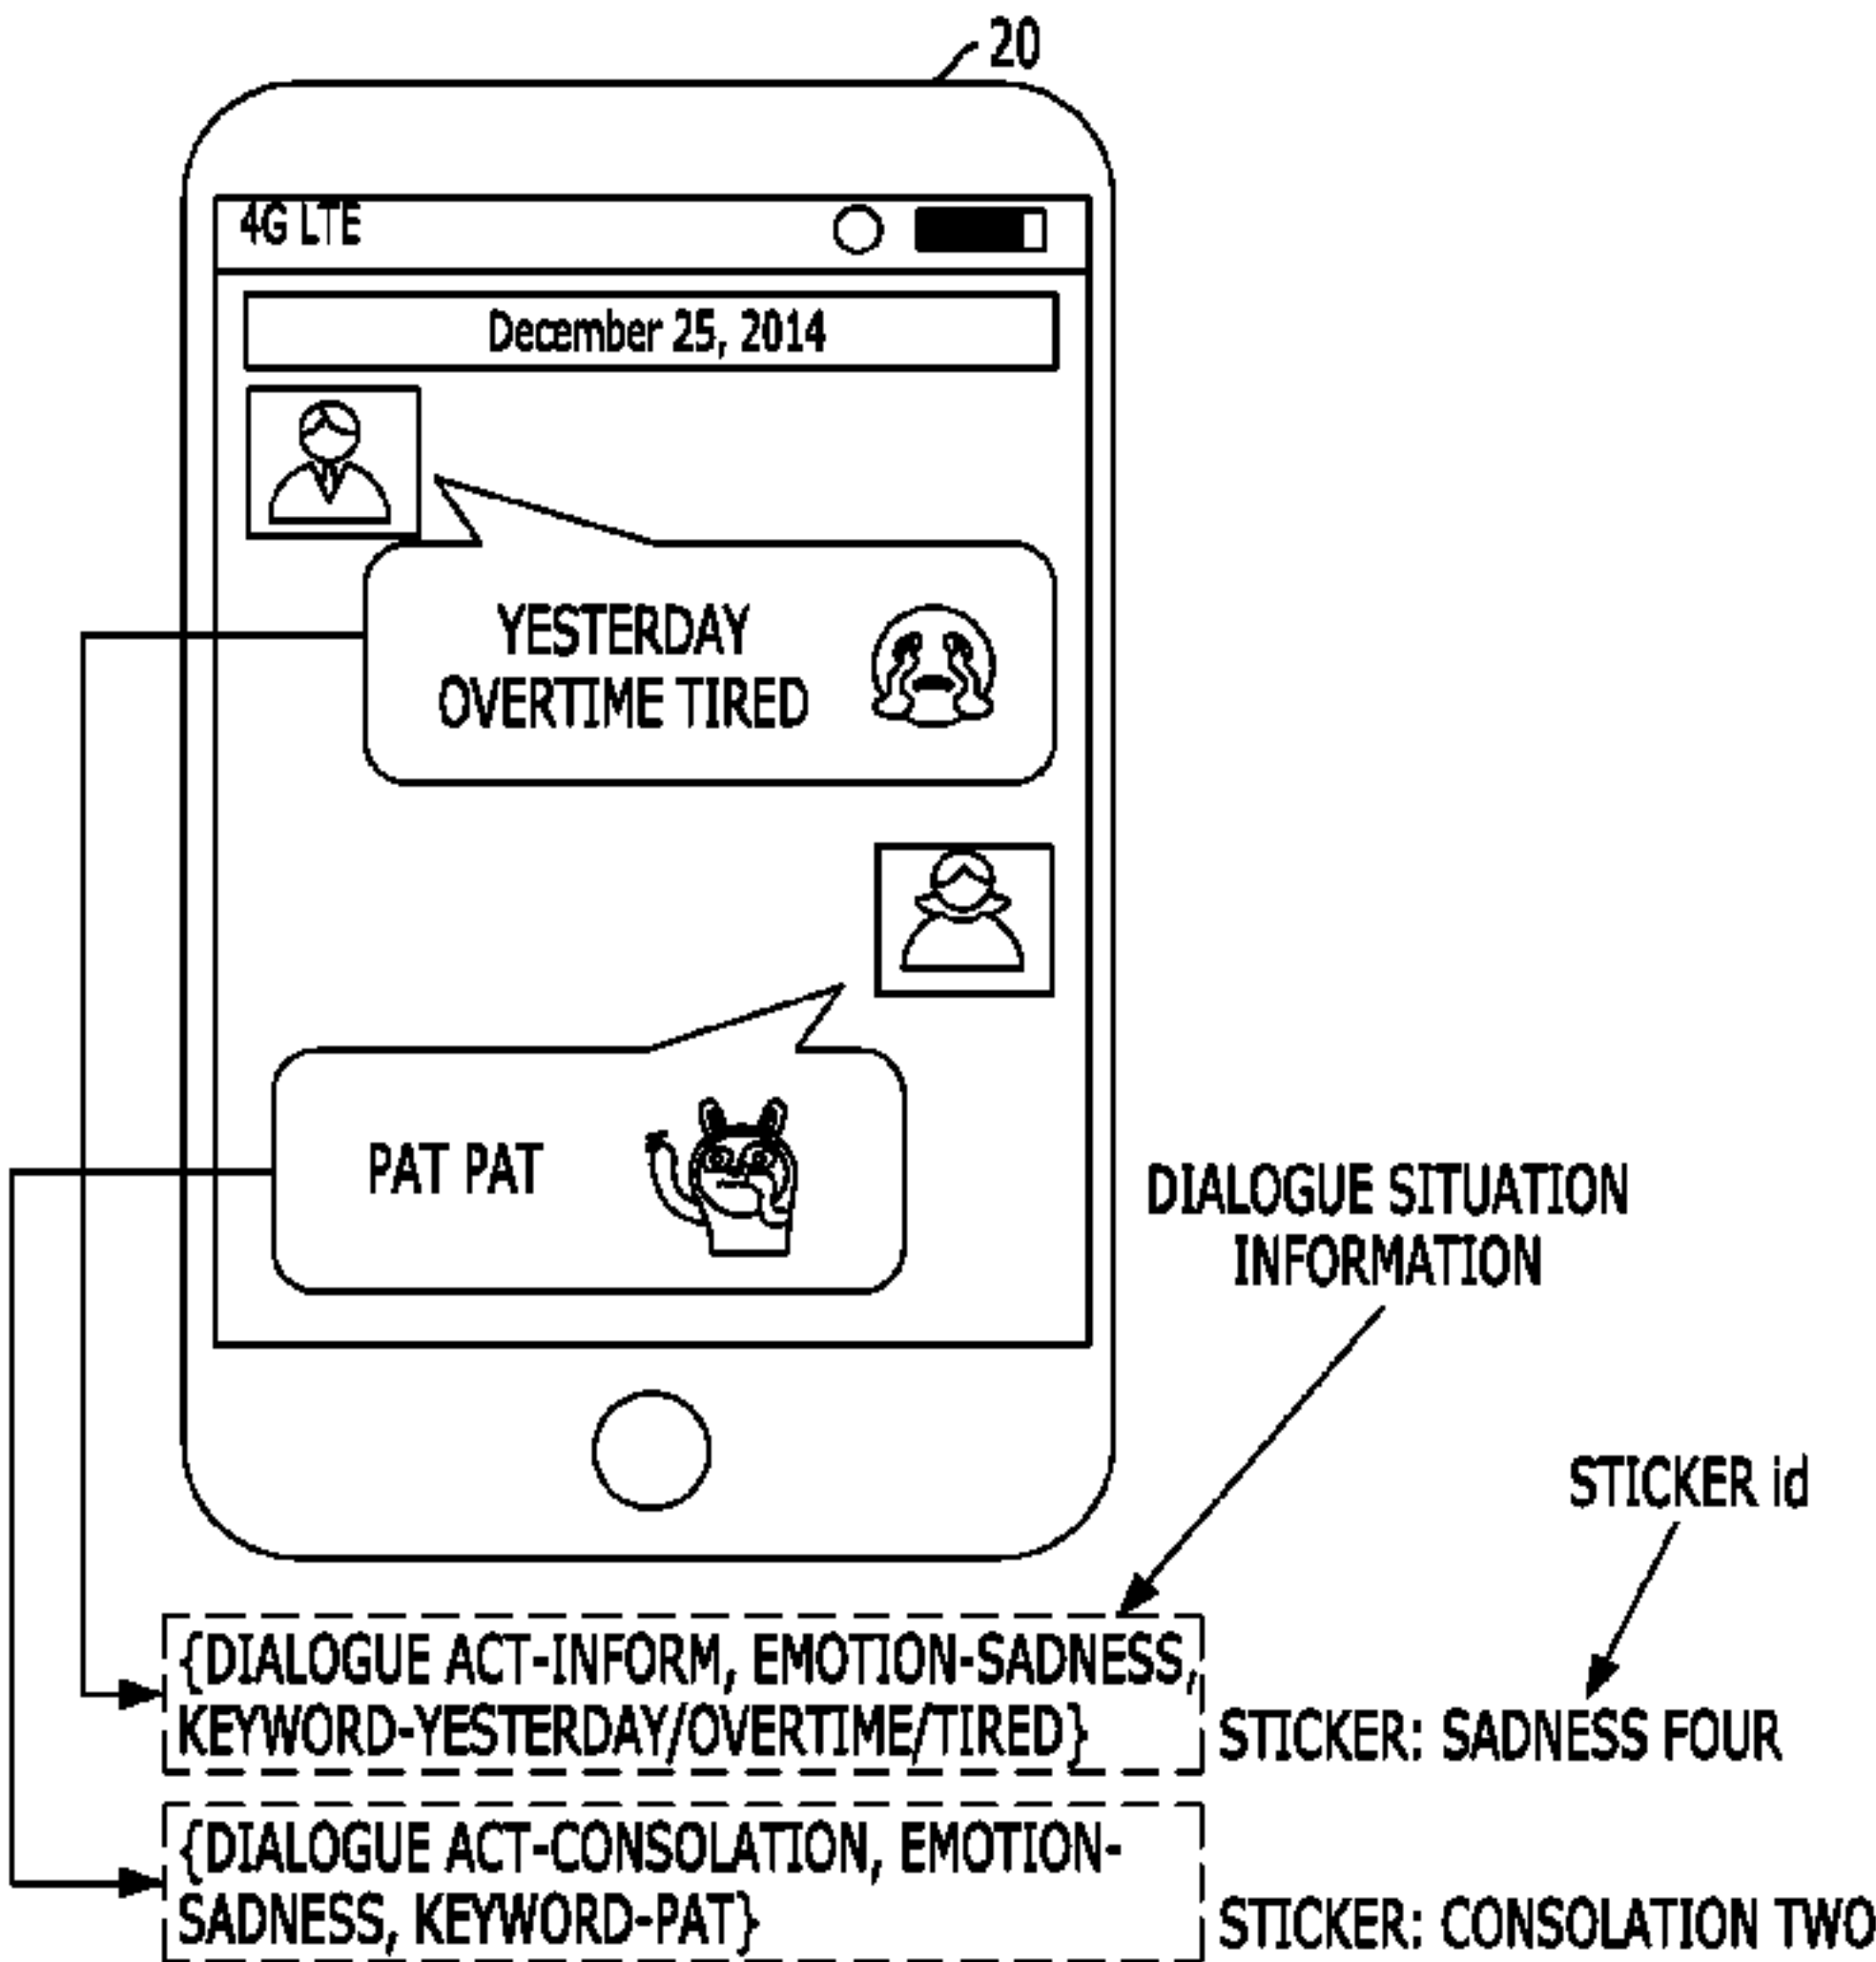 20
4G LTE
December 25, 2014
YESTERDAY
OVERTIME TIRED
PAT PAT
DIALOGUE SITUATION
INFORMATION
STICKER id
{DIALOGUE ACT-INFORM, EMOTION-SADNESS,
KEYWORD-YESTERDAY/OVERTIME/TIRED}
STICKER: SADNESS FOUR
{DIALOGUE ACT-CONSOLATION, EMOTION-
SADNESS, KEYWORD-PAT}
STICKER: CONSOLATION TWO